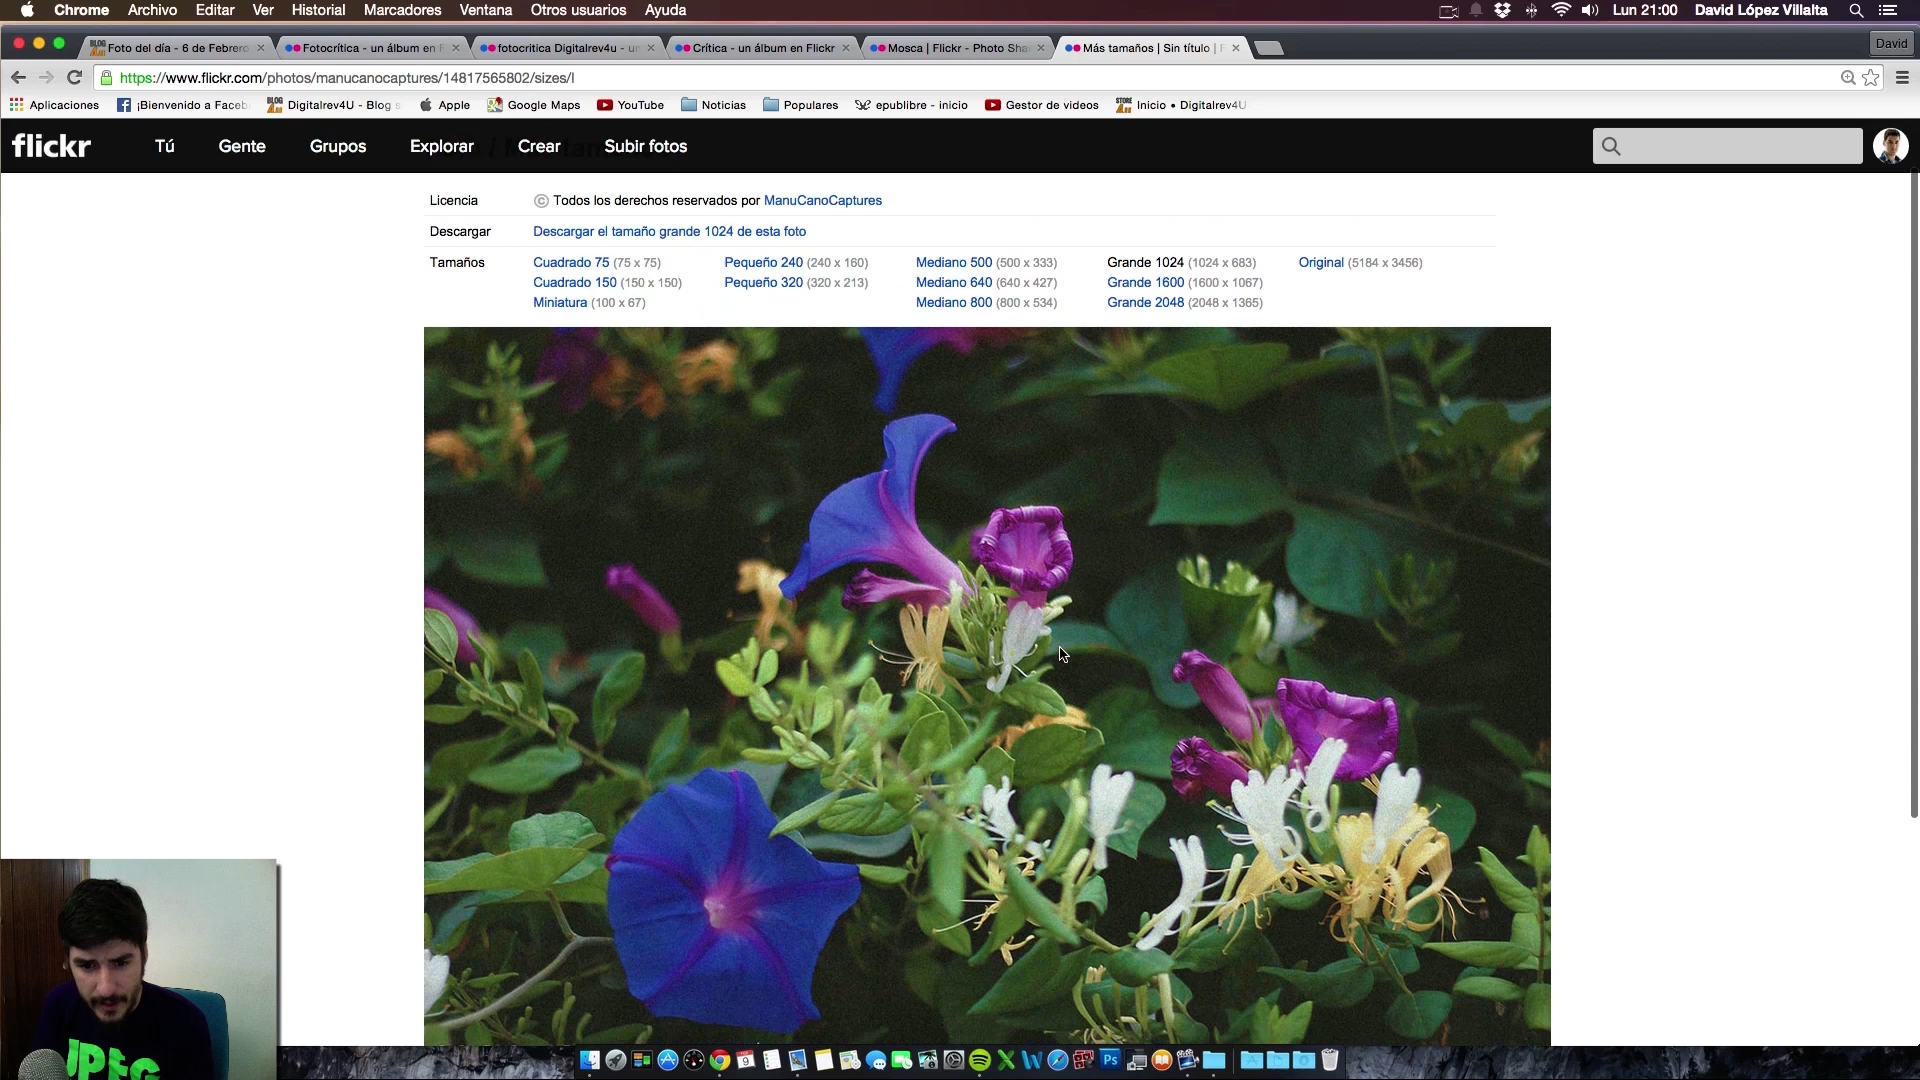 Chrome Archivo Editar Ver Historial Marcadores Ventana Otros usuarios Ayuda Lun 21:00 David López Villalta
Foto del día - 6 de Febrero Fotocrítica - un álbum en F fotocritica Digitalrev4u - un Crítica - un álbum en Flickr Mosca | Flickr - Photo Sha Más tamaños | Sin título | F David
https://www.flickr.com/photos/manucanocaptures/14817565802/sizes/l
Aplicaciones ¡Bienvenido a Faceb Digitalrev4U - Blog s Apple Google Maps YouTube Noticias Populares epublibre - inicio Gestor de videos Inicio • Digitalrev4U
flickr Tú Gente Grupos Explorar Crear Subir fotos
Licencia © Todos los derechos reservados por ManuCanoCaptures
Descargar Descargar el tamaño grande 1024 de esta foto
Tamaños Cuadrado 75 (75 x 75) Pequeño 240 (240 x 160) Mediano 500 (500 x 333) Grande 1024 (1024 x 683) Original (5184 x 3456)
Cuadrado 150 (150 x 150) Pequeño 320 (320 x 213) Mediano 640 (640 x 427) Grande 1600 (1600 x 1067)
Miniatura (100 x 67) Mediano 800 (800 x 534) Grande 2048 (2048 x 1365)
JPEG
Ps